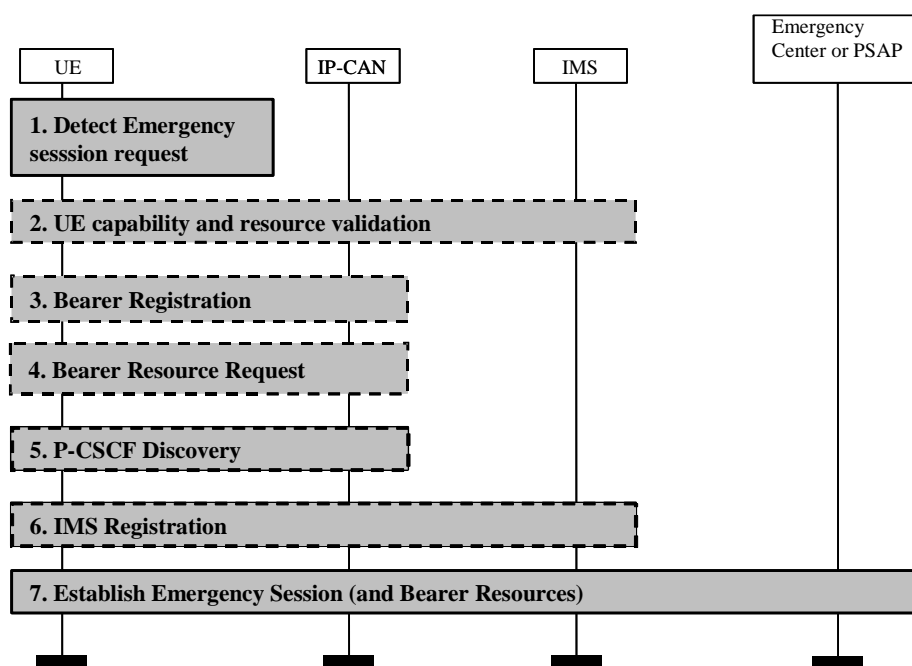 Emergency
Center or PSAP
UE
IP-CAN
IMS
1. Detect Emergency
sesssion request
2. UE capability and resource validation
3. Bearer Registration
4. Bearer Resource Request
5. P-CSCF Discovery
6. IMS Registration
7. Establish Emergency Session (and Bearer Resources)